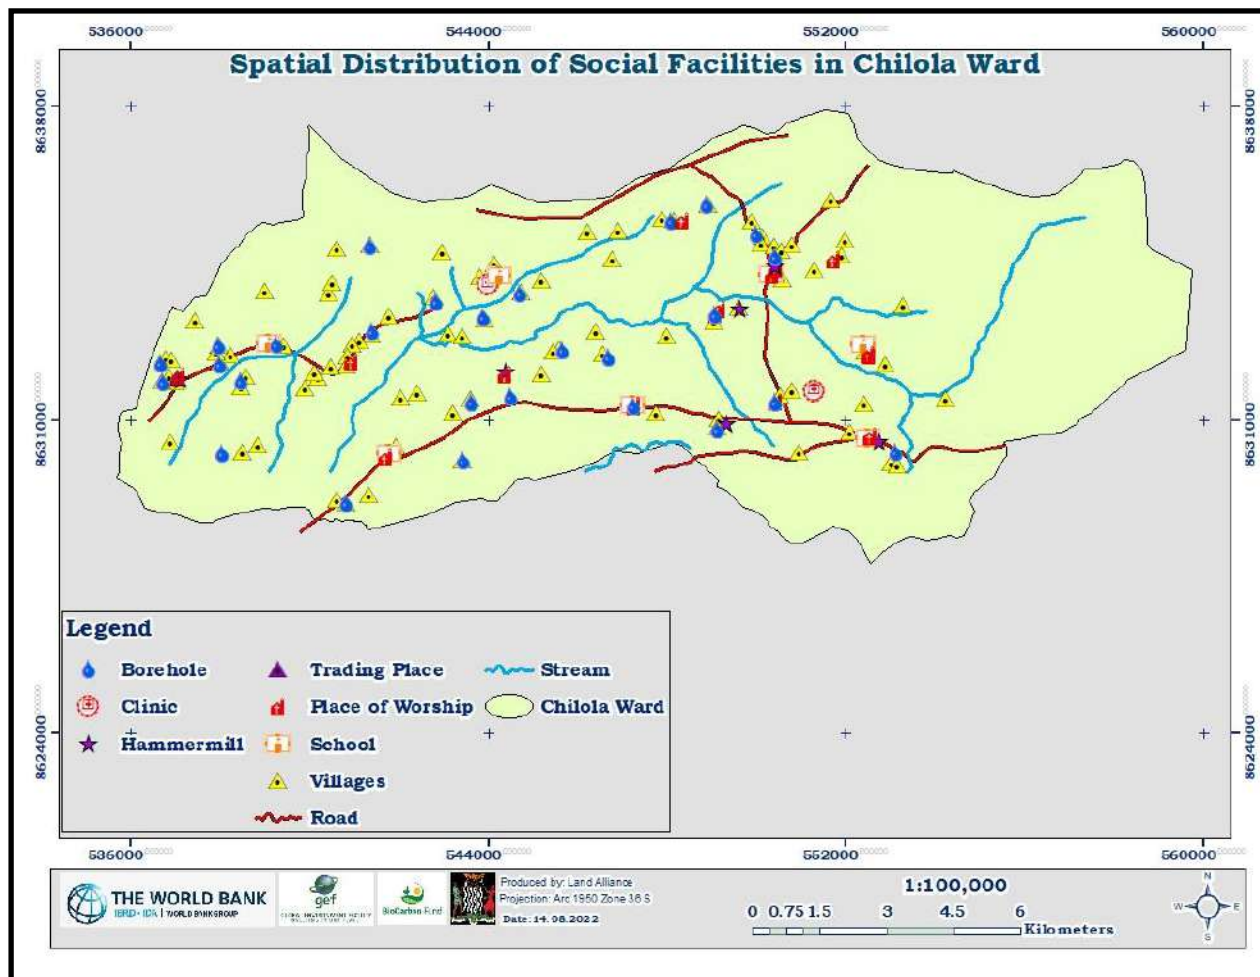 536000 544000 552000 560000
Spatial Distribution of Social Facilities in Chilola Ward
8638000 8638000
8631000 8631000
8624000 8624000
Legend
Borehole
Clinic
Hammermill
Trading Place
Place of Worship
School
Villages
Road
Stream
Chilola Ward
536000 544000 552000 560000
THE WORLD BANK
IBRD • IDA | WORLD BANK GROUP
gef
BioCarbon Fund
Produced by: Land Alliance
Projection: Arc 1950 Zone 36 S
Date: 14.08.2022
1:100,000
0 0.75 1.5 3 4.5 6
Kilometers
N
W E
S